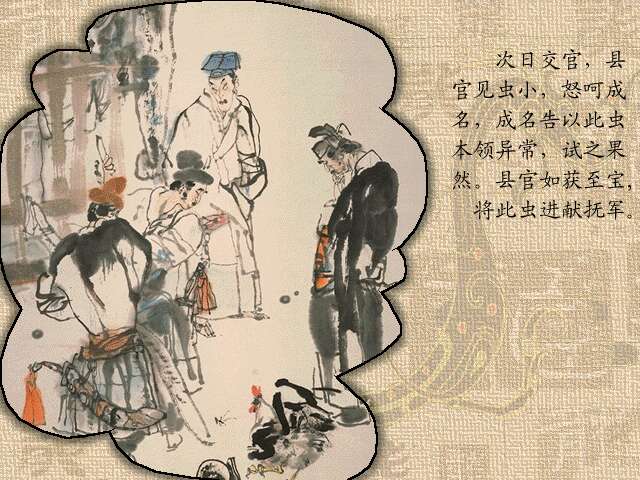 次日交官，县
官见虫小，怒呵成
名，成名告以此虫
本领异常，试之果
然。县官如获至宝，
将此虫进献抚军。